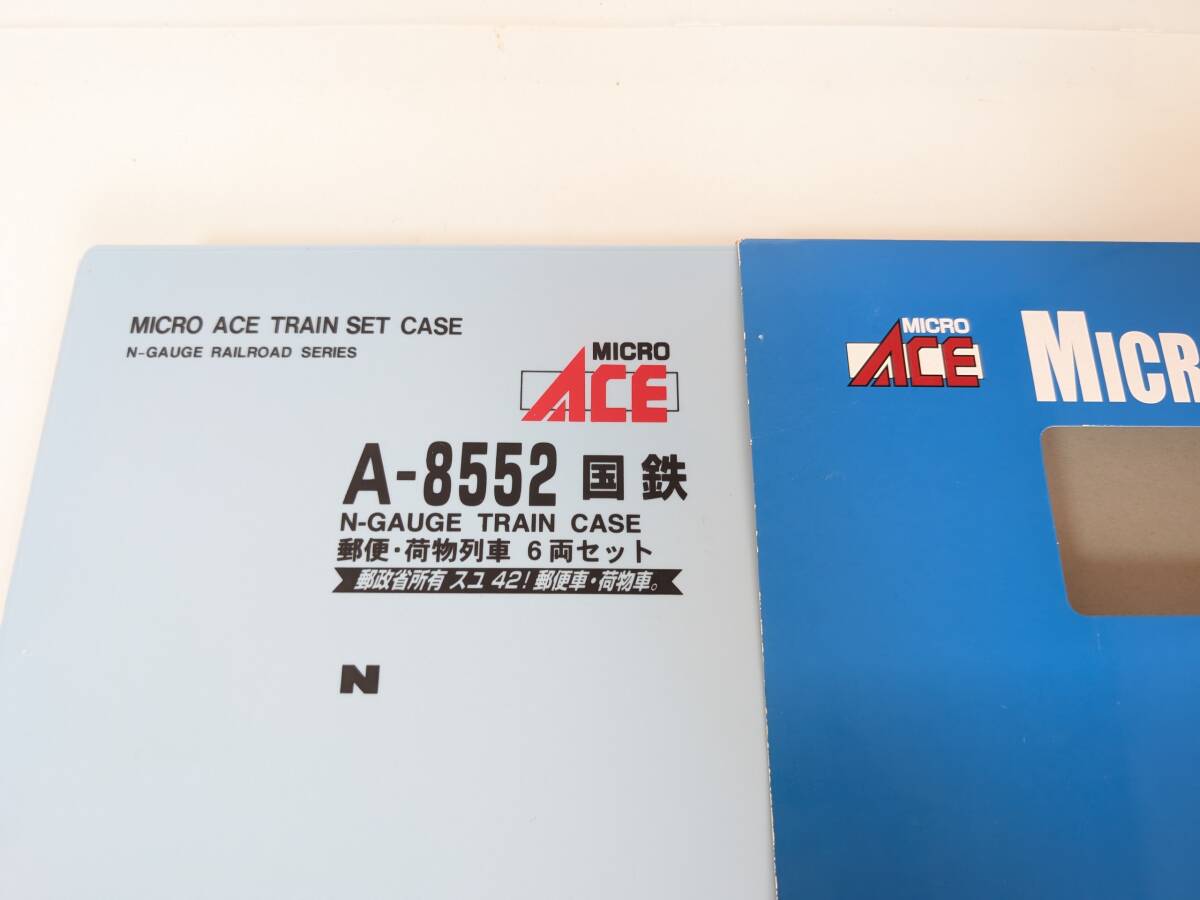 MICRO ACE TRAIN SET CASE
N-GAUGE RAILROAD SERIES
MICRO
ACE
A-8552 国鉄
N-GAUGE TRAIN CASE
郵便・荷物列車 6両セット
郵政省所有 スユ 42! 郵便車・荷物車。
N
MICRO
ACE
MICR